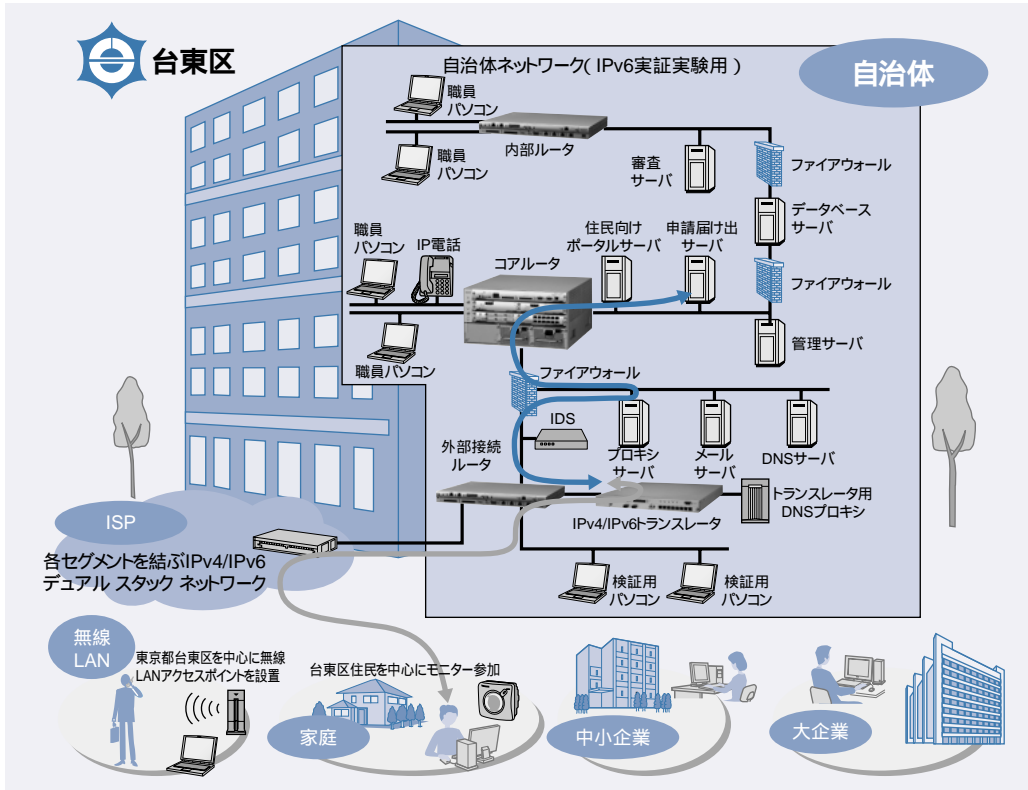 台東区
自治体ネットワーク( IPv6実証実験用 )
自治体
職員
パソコン
内部ルータ
職員
パソコン
審査
サーバ
ファイアウォール
データベース
サーバ
職員
パソコン
IP電話
コアルータ
住民向け
ポータルサーバ
申請届け出
サーバ
ファイアウォール
職員パソコン
管理サーバ
ファイアウォール
IDS
プロキシ
サーバ
メール
サーバ
DNSサーバ
外部接続
ルータ
IPv4/IPv6トランスレータ
トランスレータ用
DNSプロキシ
ISP
各セグメントを結ぶIPv4/IPv6
デュアル スタック ネットワーク
検証用
パソコン
検証用
パソコン
無線
LAN
東京都台東区を中心に無線
LANアクセスポイントを設置
台東区住民を中心にモニター参加
家庭
中小企業
大企業